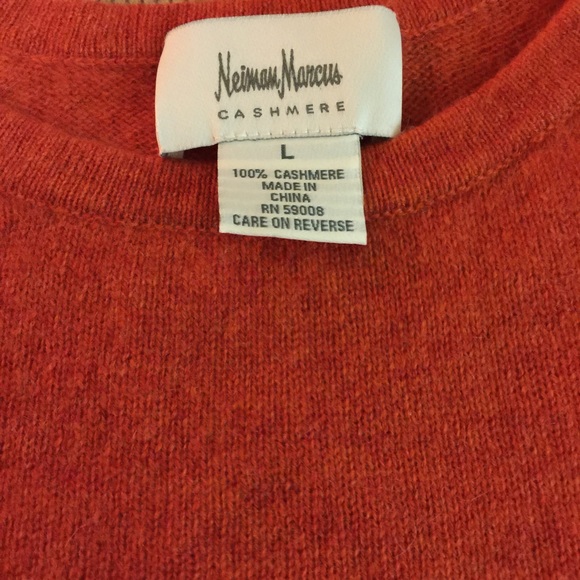 Neiman Marcus
CASHMERE
L
100% CASHMERE
MADE IN
CHINA
RN 59008
CARE ON REVERSE